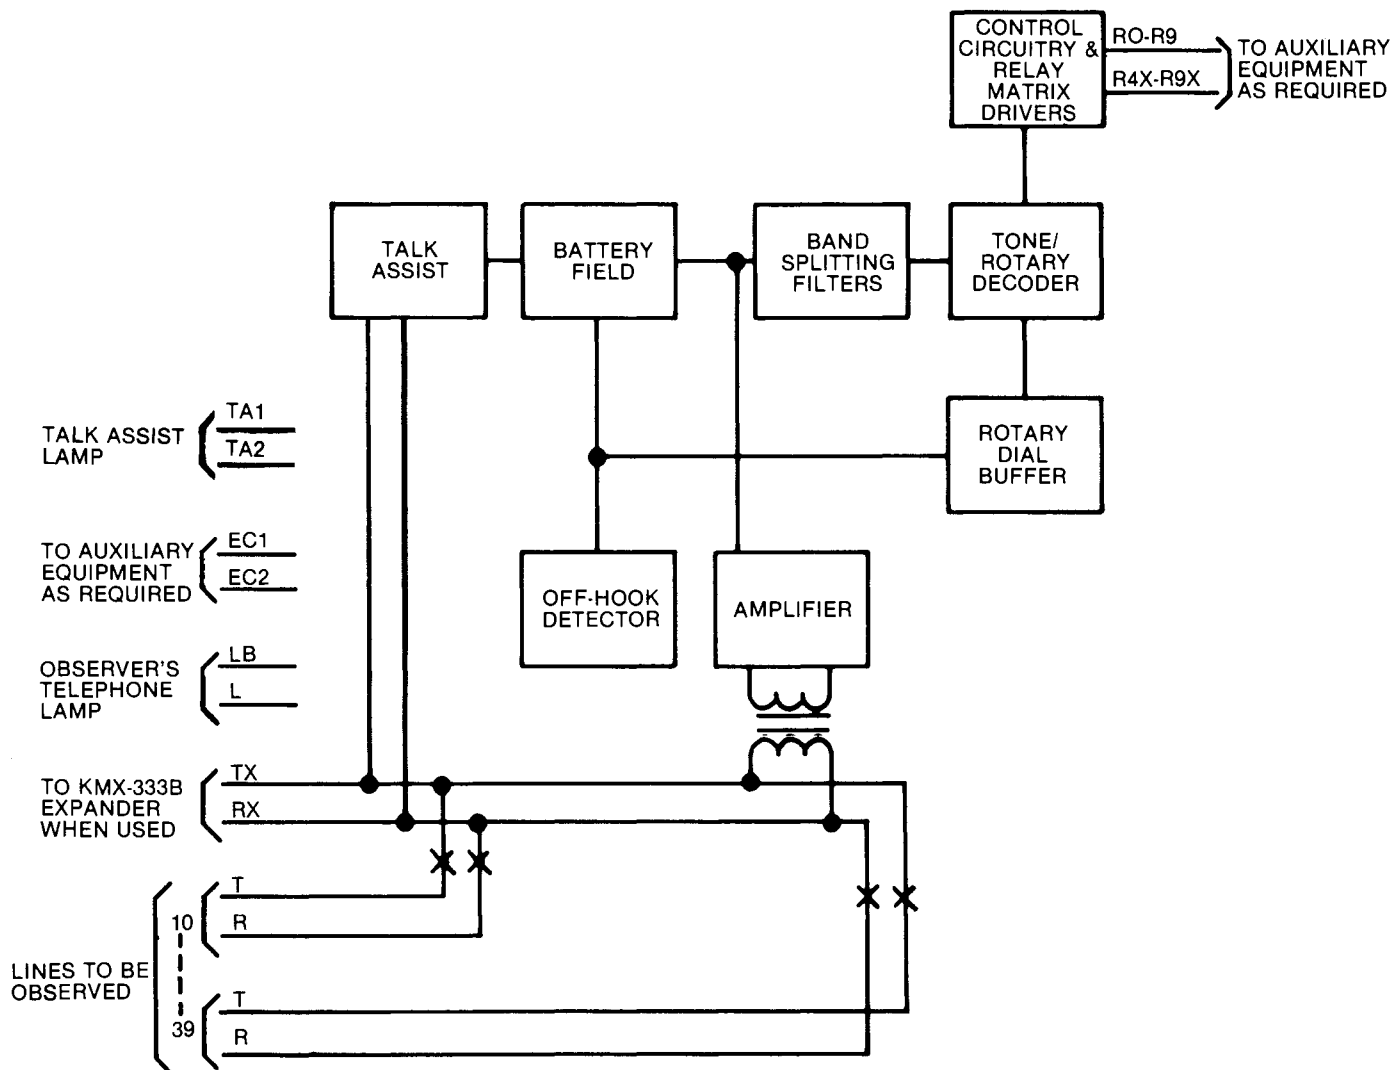 CONTROL
CIRCUITRY &
RELAY
MATRIX
DRIVERS
RO-R9
R4X-R9X
TO AUXILIARY
EQUIPMENT
AS REQUIRED
TALK
ASSIST
BATTERY
FIELD
BAND
SPLITTING
FILTERS
TONE/
ROTARY
DECODER
TALK ASSIST
LAMP
TA1
TA2
ROTARY
DIAL
BUFFER
TO AUXILIARY
EQUIPMENT
AS REQUIRED
EC1
EC2
OFF-HOOK
DETECTOR
AMPLIFIER
OBSERVER'S
TELEPHONE
LAMP
LB
L
TO KMX-333B
EXPANDER
WHEN USED
TX
RX
LINES TO BE
OBSERVED
10
T
R
39
T
R